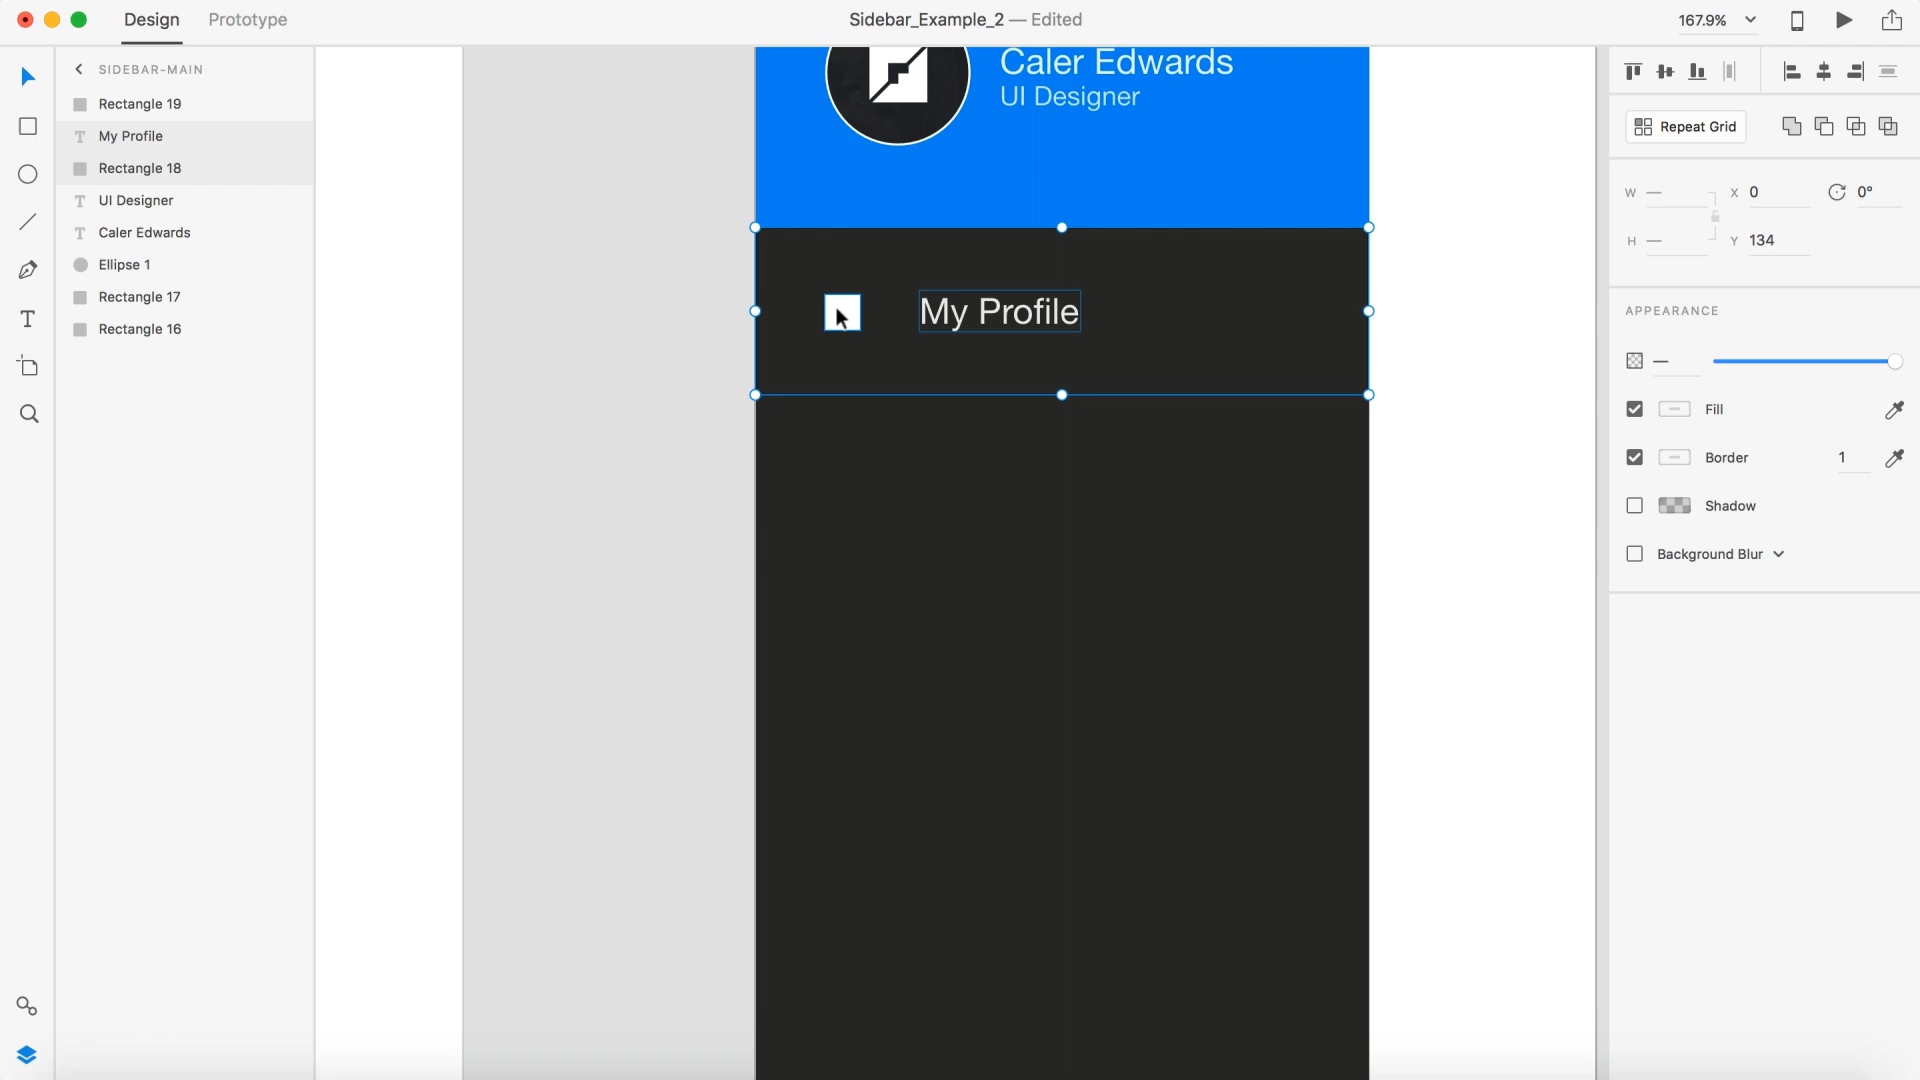 Design
Prototype
Sidebar_Example_2 — Edited
167.9%
SIDEBAR-MAIN
Rectangle 19
T My Profile
Rectangle 18
T UI Designer
T Caler Edwards
Ellipse 1
Rectangle 17
Rectangle 16
T
Caler Edwards
UI Designer
My Profile
Repeat Grid
W — X 0 0°
H — Y 134
APPEARANCE
—
Fill
Border 1
Shadow
Background Blur